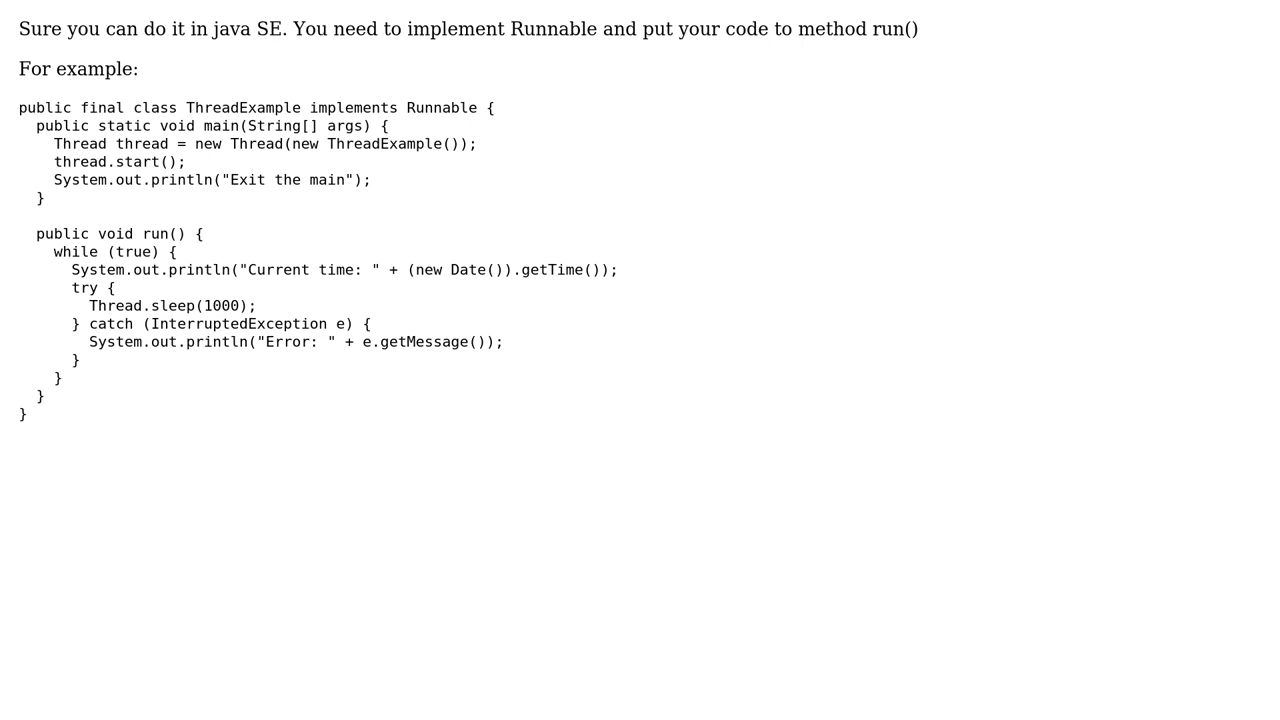 Sure you can do it in java SE. You need to implement Runnable and put your code to method run()
For example:
public final class ThreadExample implements Runnable {
  public static void main(String[] args) {
    Thread thread = new Thread(new ThreadExample());
    thread.start();
    System.out.println("Exit the main");
  }

  public void run() {
    while (true) {
      System.out.println("Current time: " + (new Date()).getTime());
      try {
        Thread.sleep(1000);
      } catch (InterruptedException e) {
        System.out.println("Error: " + e.getMessage());
      }
    }
  }
}